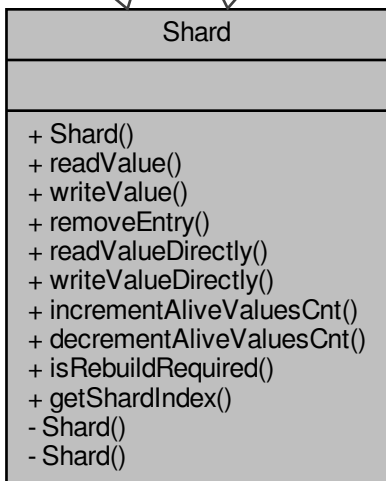 Shard
+ Shard()
+ readValue()
+ writeValue()
+ removeEntry()
+ readValueDirectly()
+ writeValueDirectly()
+ incrementAliveValuesCnt()
+ decrementAliveValuesCnt()
+ isRebuildRequired()
+ getShardIndex()
- Shard()
- Shard()